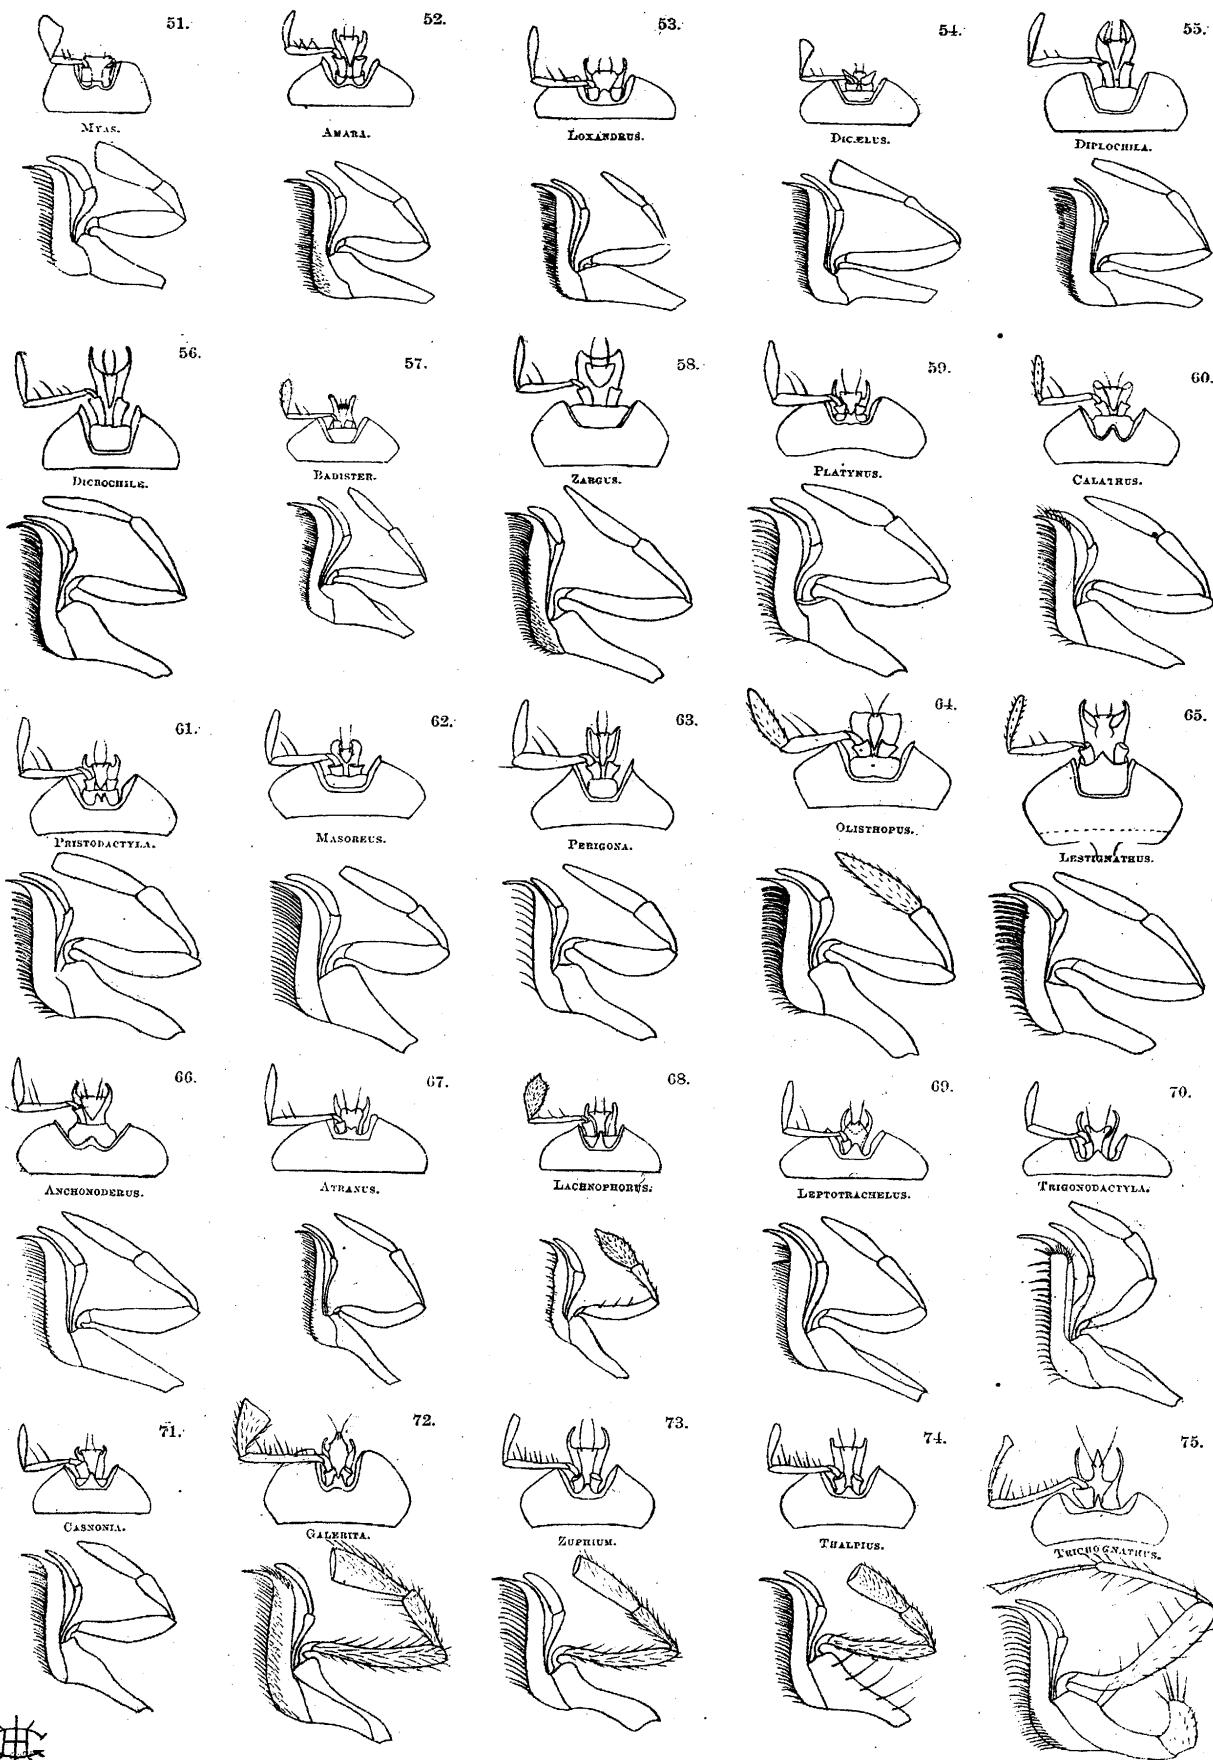 51.
52.
53.
54.
55.
MYAS.
AMARA.
LOXANDRUS.
DICÆLUS.
DIPLOCHILA.
56.
57.
58.
59.
60.
DICROCHILE.
BADISTER.
ZARGUS.
PLATYNUS.
CALATHUS.
61.
62.
63.
64.
65.
PRISTODACTYLA.
MASOREUS.
PERIGONA.
OLISTHOPUS.
LESTIGNATHUS.
66.
67.
68.
69.
70.
ANCHONODERUS.
ATRANUS.
LACHNOPHORUS.
LEPTOTRACHELUS.
TRIGONODACTYLA.
71.
72.
73.
74.
75.
CASNONIA.
GALERITA.
ZUPHIUM.
THALPIUS.
TRICHOGNATHUS.